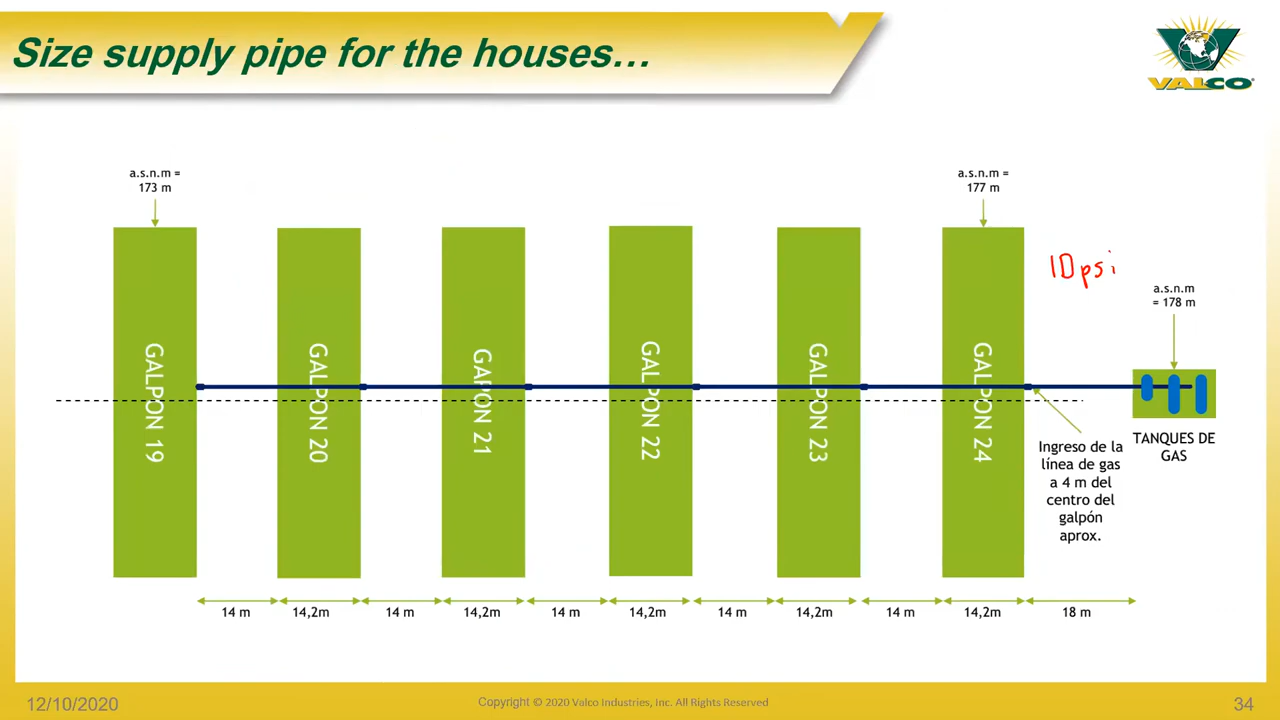 Size supply pipe for the houses...
VALCO
a.s.n.m =
173 m
a.s.n.m =
177 m
10 psi
a.s.n.m
= 178 m
GALPON 19
GALPON 20
GAPON 21
GALPON 22
GALPON 23
GALPON 24
Ingreso de la
línea de gas
a 4 m del
centro del
galpón
aprox.
TANQUES DE
GAS
14 m
14,2m
14 m
14,2m
14 m
14,2m
14 m
14,2m
14 m
14,2m
18 m
12/10/2020
Copyright © 2020 Valco Industries, Inc. All Rights Reserved
34